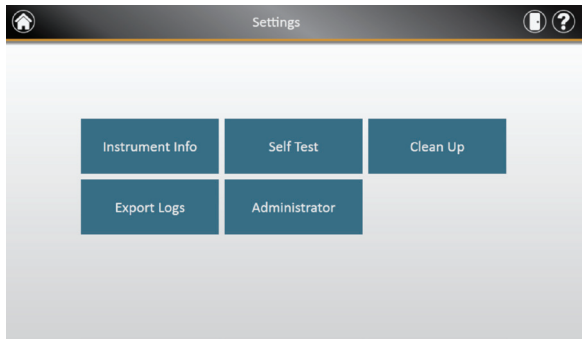 Settings
?
Instrument Info
Self Test
Clean Up
Export Logs
Administrator